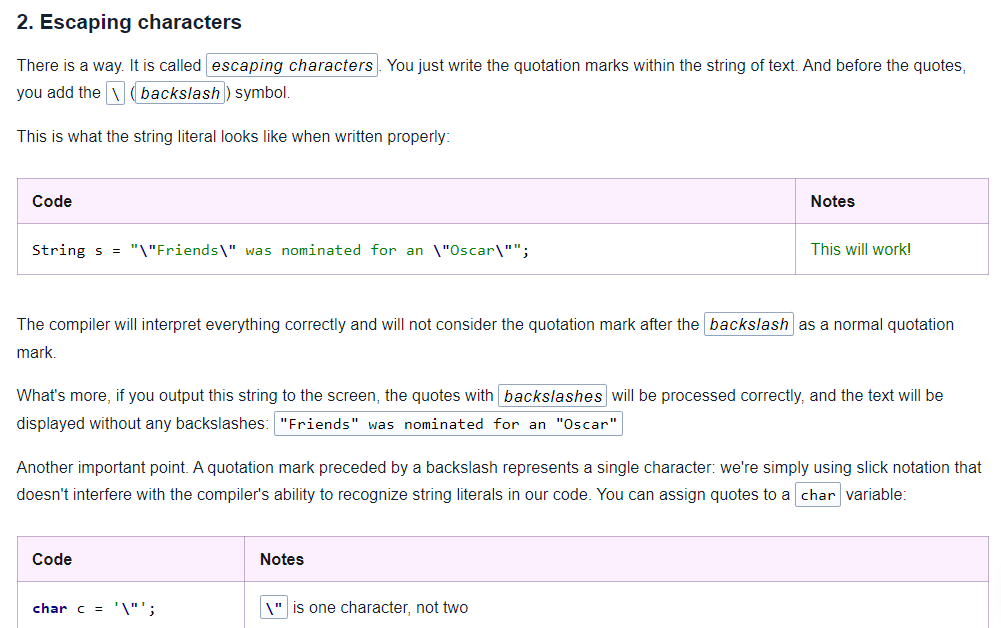 2. Escaping characters
There is a way. It is called escaping characters. You just write the quotation marks within the string of text. And before the quotes,
you add the \ (backslash) symbol.
This is what the string literal looks like when written properly:
Code Notes
String s = "\"Friends\" was nominated for an \"Oscar\""; This will work!
The compiler will interpret everything correctly and will not consider the quotation mark after the backslash as a normal quotation
mark.
What's more, if you output this string to the screen, the quotes with backslashes will be processed correctly, and the text will be
displayed without any backslashes: "Friends" was nominated for an "Oscar"
Another important point. A quotation mark preceded by a backslash represents a single character: we're simply using slick notation that
doesn't interfere with the compiler's ability to recognize string literals in our code. You can assign quotes to a char variable:
Code Notes
char c = '\"'; \" is one character, not two